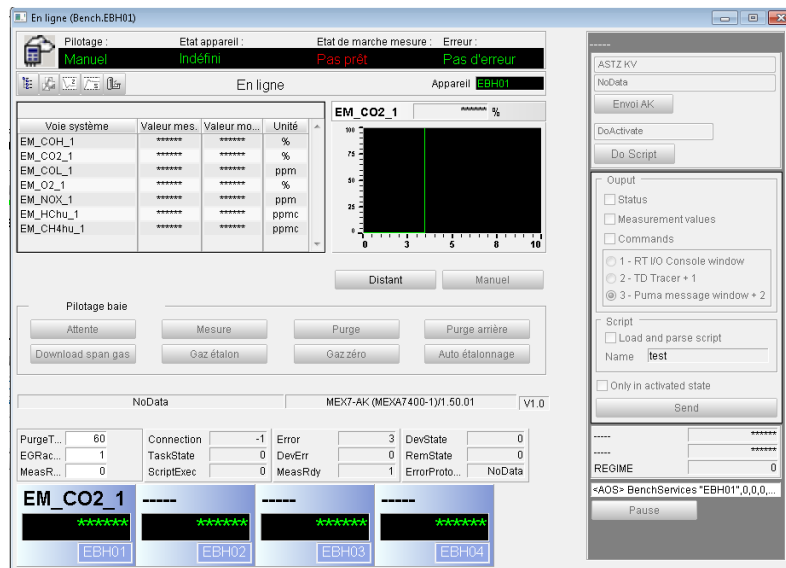 En ligne (Bench.EBH01)
Pilotage : Etat appareil : Etat de marche mesure : Erreur :
Manuel Indéfini Pas prêt Pas d'erreur
En ligne Appareil EBH01
EM_CO2_1 ****** %
Voie système Valeur mes. Valeur mo... Unité
EM_COH_1 ****** ****** %
EM_CO2_1 ****** ****** %
EM_COL_1 ****** ****** ppm
EM_O2_1 ****** ****** %
EM_NOX_1 ****** ****** ppm
EM_HChu_1 ****** ****** ppmc
EM_CH4hu_1 ****** ****** ppmc
100
75
50
25
0
0 3 5 8 10
Distant Manuel
Pilotage baie
Attente Mesure Purge Purge arrière
Download span gas Gaz étalon Gaz zéro Auto étalonnage
NoData MEX7-AK (MEXA7400-1)/1.50.01 V1.0
PurgeT... 60 Connection -1 Error 3 DevState 0
EGRac... 1 TaskState 0 DevErr 0 RemState 0
MeasR... 0 ScriptExec 0 MeasRdy 1 ErrorProto... NoData
EM_CO2_1 ----- ----- -----
****** ****** ****** ******
EBH01 EBH02 EBH03 EBH04
-----
ASTZ KV
NoData
Envoi AK
DoActivate
Do Script
Ouput
Status
Measurement values
Commands
1 - RT I/O Console window
2 - TD Tracer + 1
3 - Puma message window + 2
Script
Load and parse script
Name test
Only in activated state
Send
----- ******
----- ******
REGIME 0
<AOS> BenchServices "EBH01",0,0,0,...
Pause